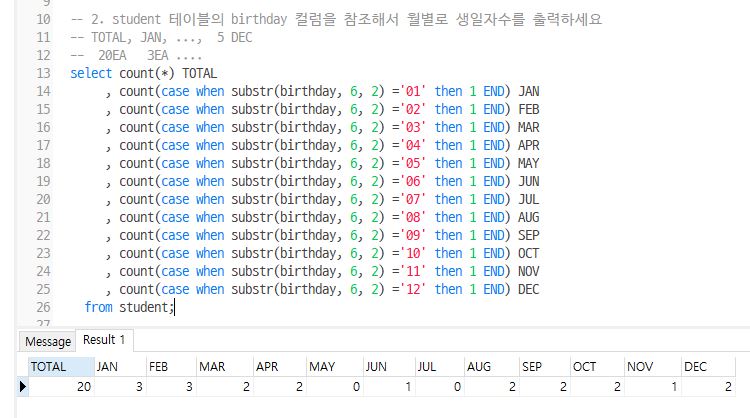 9
10 -- 2. student 테이블의 birthday 컬럼을 참조해서 월별로 생일자수를 출력하세요
11 -- TOTAL, JAN, ..., 5 DEC
12 -- 20EA 3EA ....
13 select count(*) TOTAL
14 , count(case when substr(birthday, 6, 2) ='01' then 1 END) JAN
15 , count(case when substr(birthday, 6, 2) ='02' then 1 END) FEB
16 , count(case when substr(birthday, 6, 2) ='03' then 1 END) MAR
17 , count(case when substr(birthday, 6, 2) ='04' then 1 END) APR
18 , count(case when substr(birthday, 6, 2) ='05' then 1 END) MAY
19 , count(case when substr(birthday, 6, 2) ='06' then 1 END) JUN
20 , count(case when substr(birthday, 6, 2) ='07' then 1 END) JUL
21 , count(case when substr(birthday, 6, 2) ='08' then 1 END) AUG
22 , count(case when substr(birthday, 6, 2) ='09' then 1 END) SEP
23 , count(case when substr(birthday, 6, 2) ='10' then 1 END) OCT
24 , count(case when substr(birthday, 6, 2) ='11' then 1 END) NOV
25 , count(case when substr(birthday, 6, 2) ='12' then 1 END) DEC
26 from student;
27
Message Result 1
TOTAL JAN FEB MAR APR MAY JUN JUL AUG SEP OCT NOV DEC
20 3 3 2 2 0 1 0 2 2 2 1 2